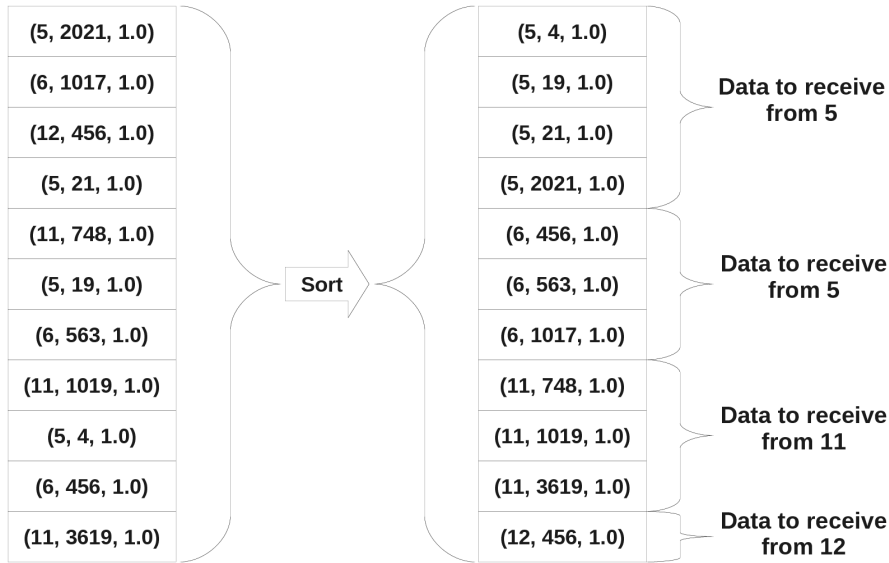 (5, 2021, 1.0)
(6, 1017, 1.0)
(12, 456, 1.0)
(5, 21, 1.0)
(11, 748, 1.0)
(5, 19, 1.0)
(6, 563, 1.0)
(11, 1019, 1.0)
(5, 4, 1.0)
(6, 456, 1.0)
(11, 3619, 1.0)
Sort
(5, 4, 1.0)
(5, 19, 1.0)
(5, 21, 1.0)
(5, 2021, 1.0)
(6, 456, 1.0)
(6, 563, 1.0)
(6, 1017, 1.0)
(11, 748, 1.0)
(11, 1019, 1.0)
(11, 3619, 1.0)
(12, 456, 1.0)
Data to receive
from 5
Data to receive
from 5
Data to receive
from 11
Data to receive
from 12